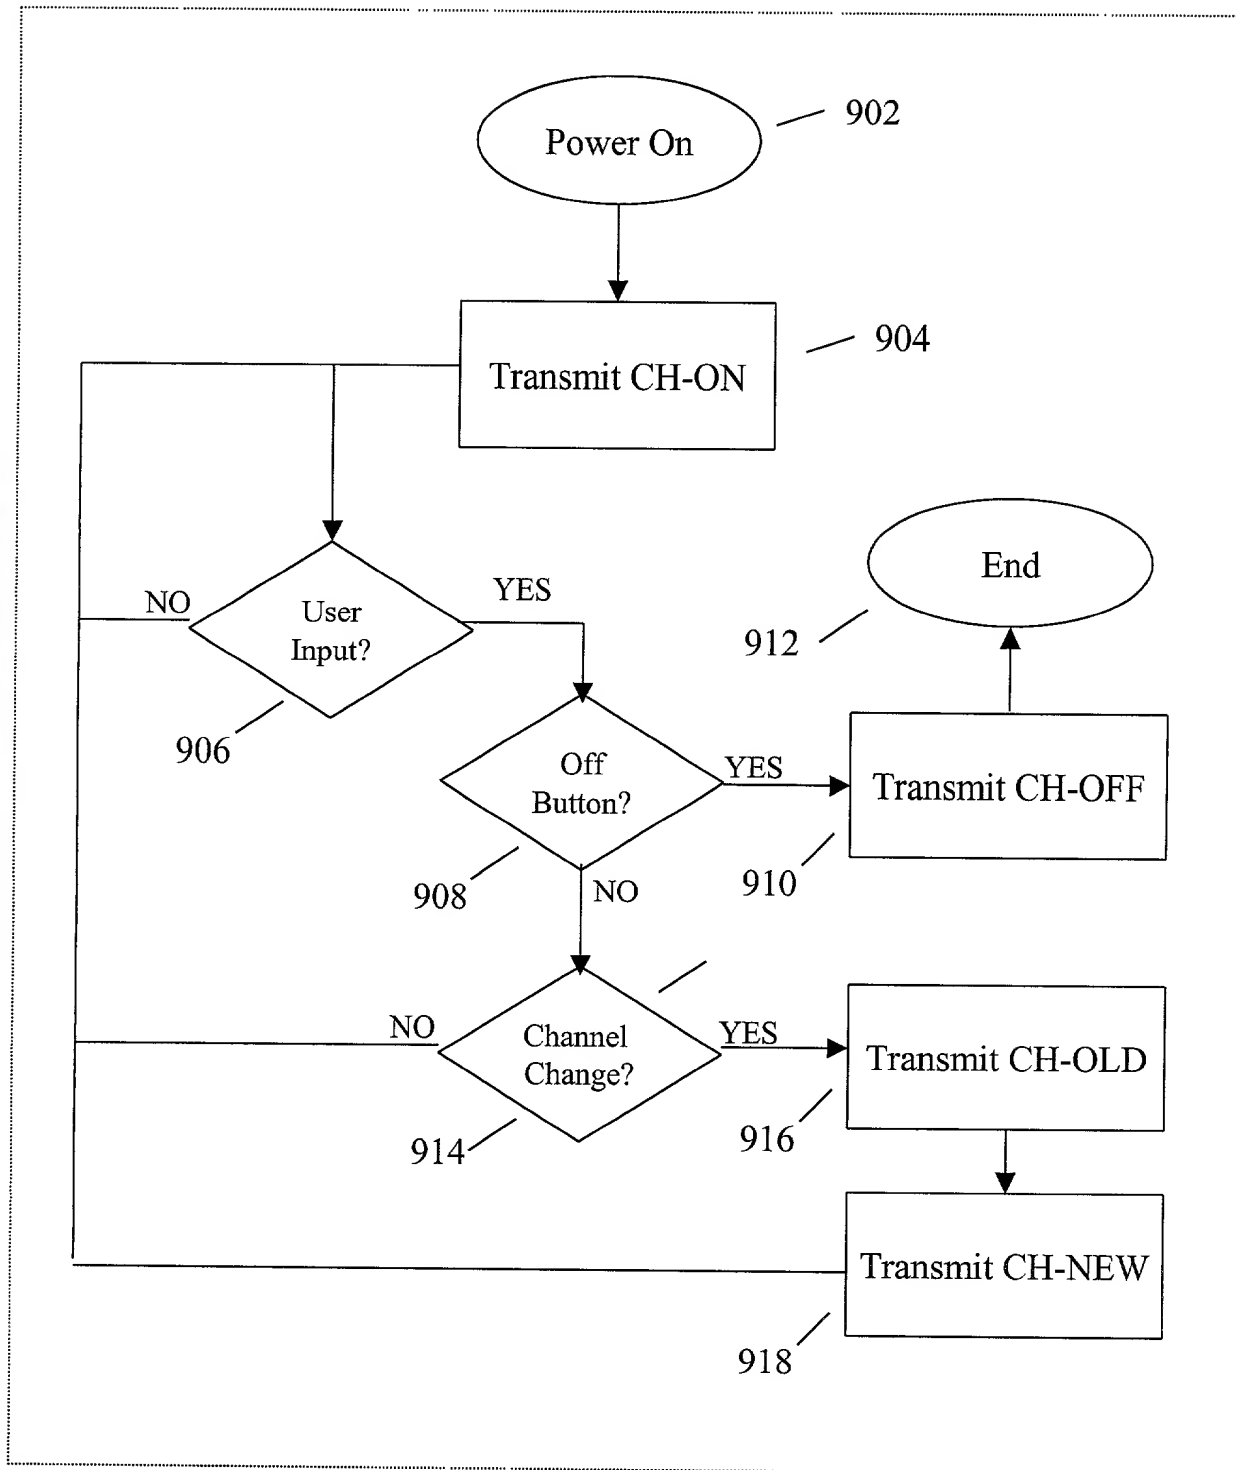 Power On
902
Transmit CH-ON
904
User
Input?
NO
YES
906
End
912
Off
Button?
YES
NO
908
Transmit CH-OFF
910
Channel
Change?
NO
YES
914
Transmit CH-OLD
916
Transmit CH-NEW
918